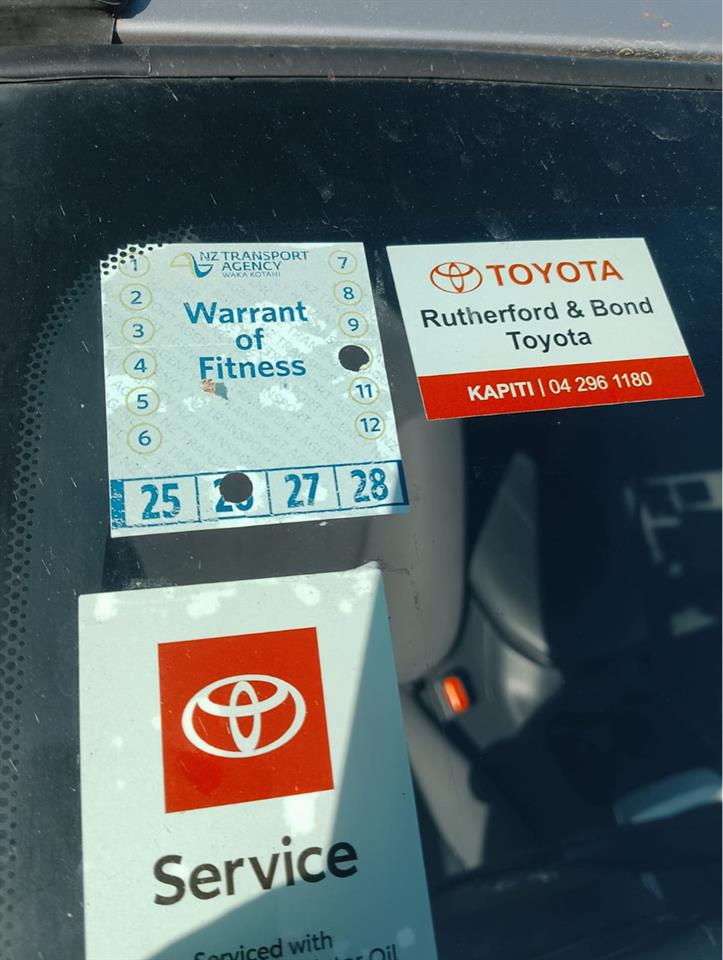 NZ TRANSPORT
AGENCY
WAKA KOTAHI
Warrant
of
Fitness
1
2
3
4
5
6
7
8
9
11
12
25 27 28
TOYOTA
Rutherford & Bond
Toyota
KAPITI | 04 296 1180
Service
Serviced with
Oil